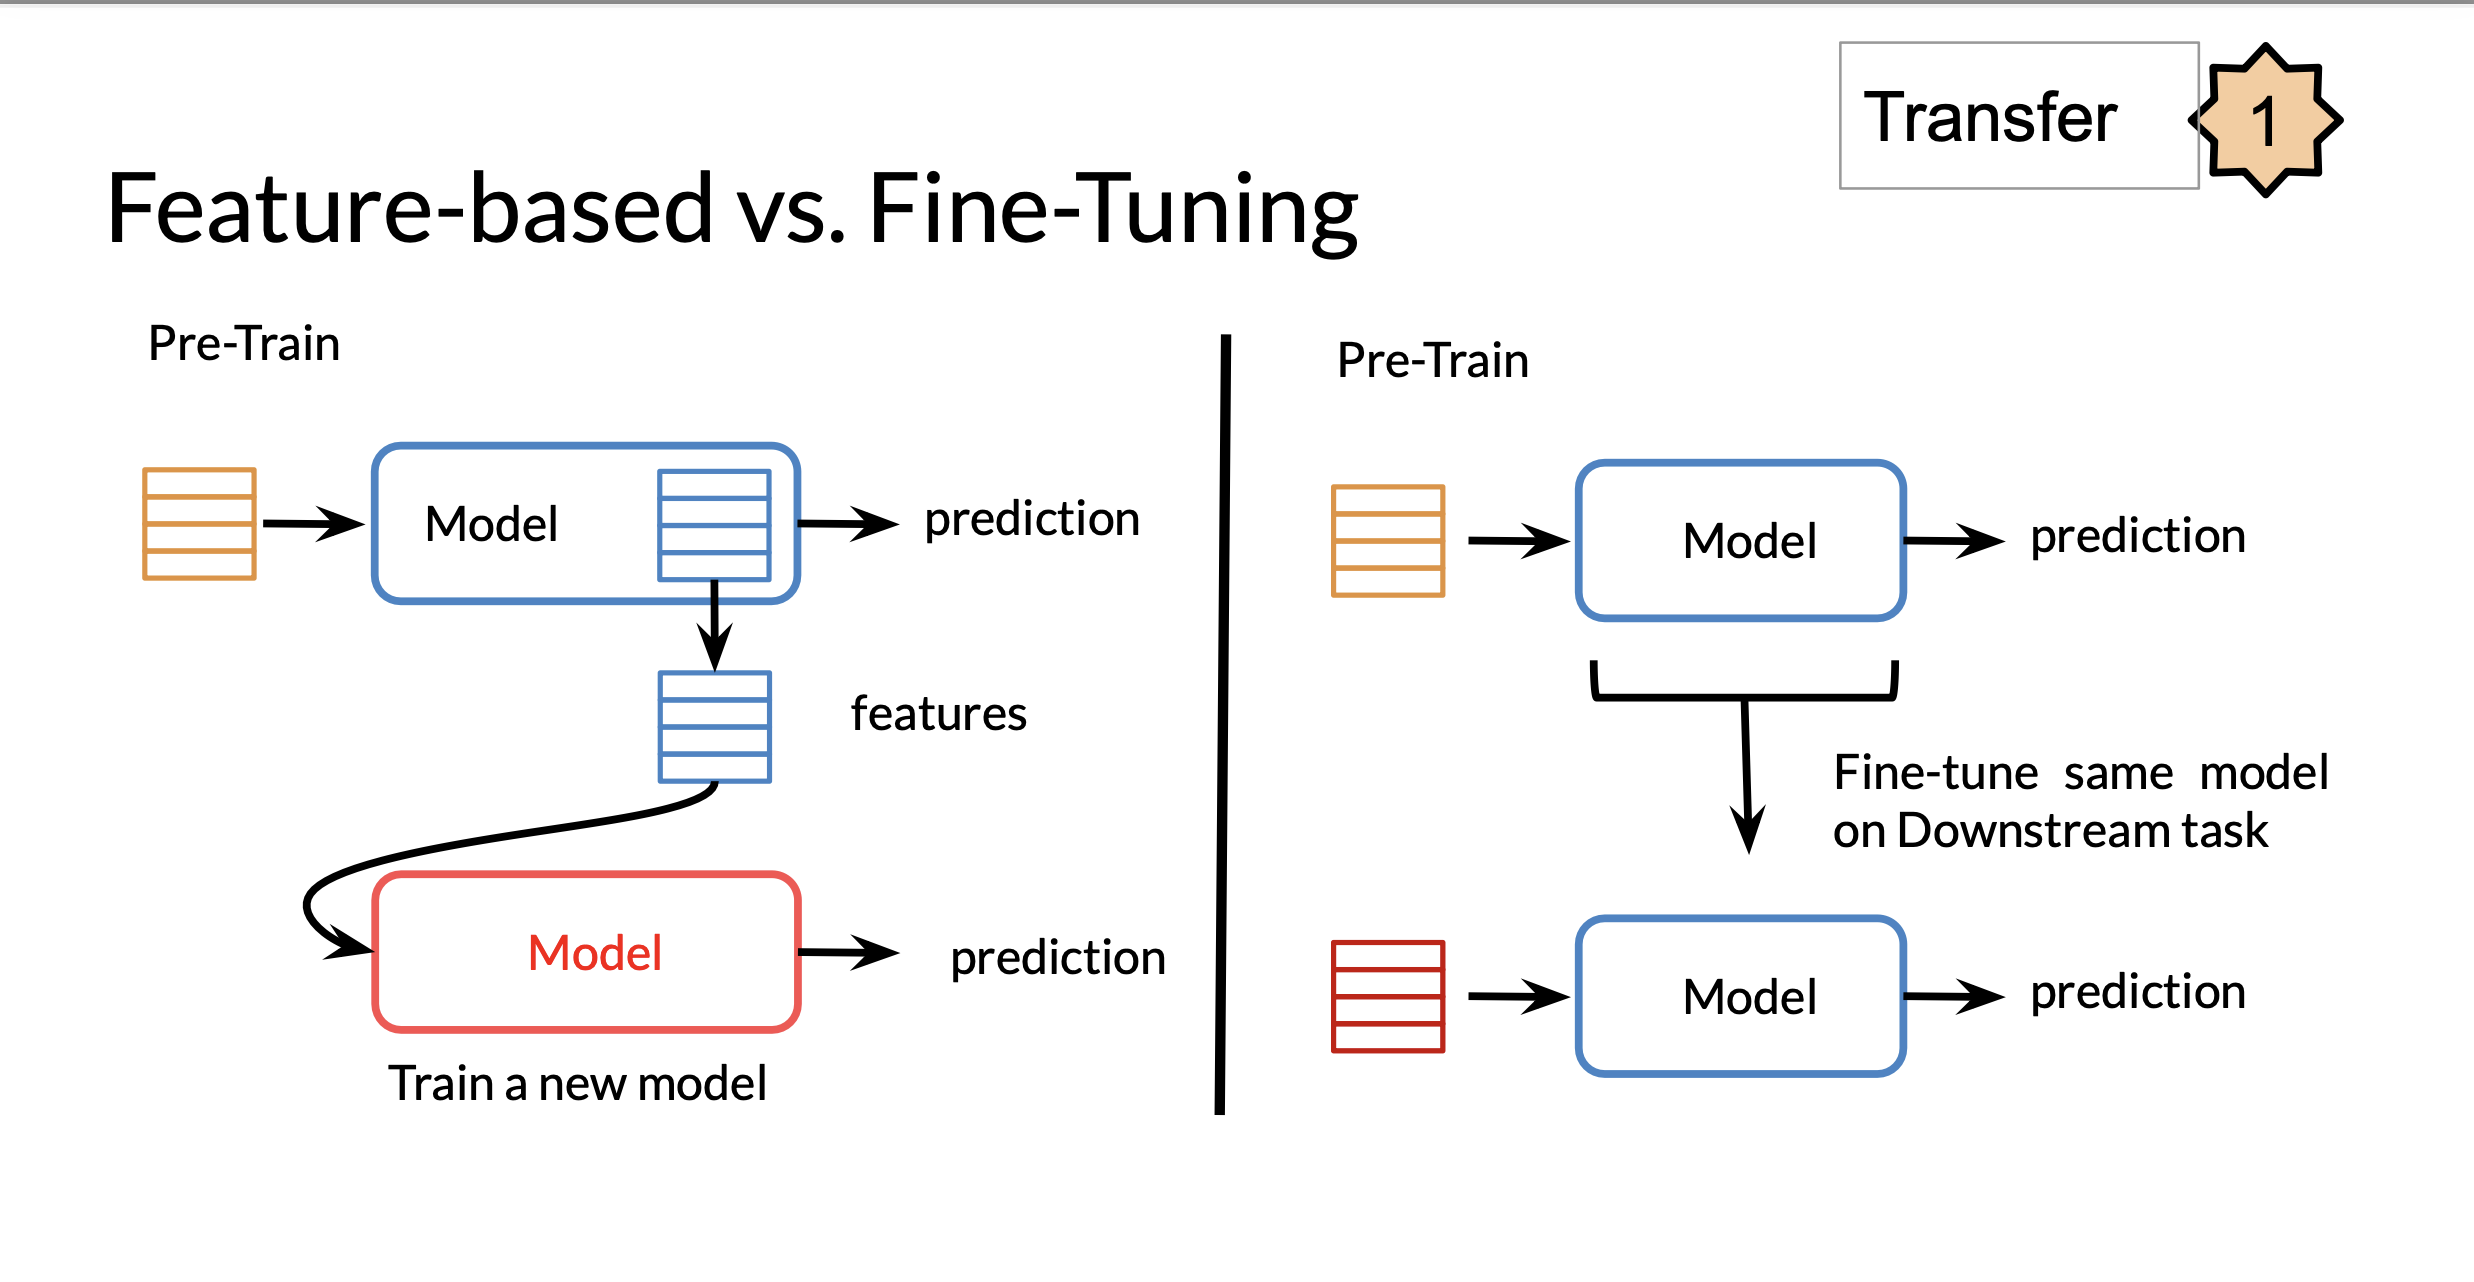 Transfer
1
Feature-based vs. Fine-Tuning
Pre-Train
Model
prediction
features
Model
prediction
Train a new model
Pre-Train
Model
prediction
Fine-tune same model
on Downstream task
Model
prediction